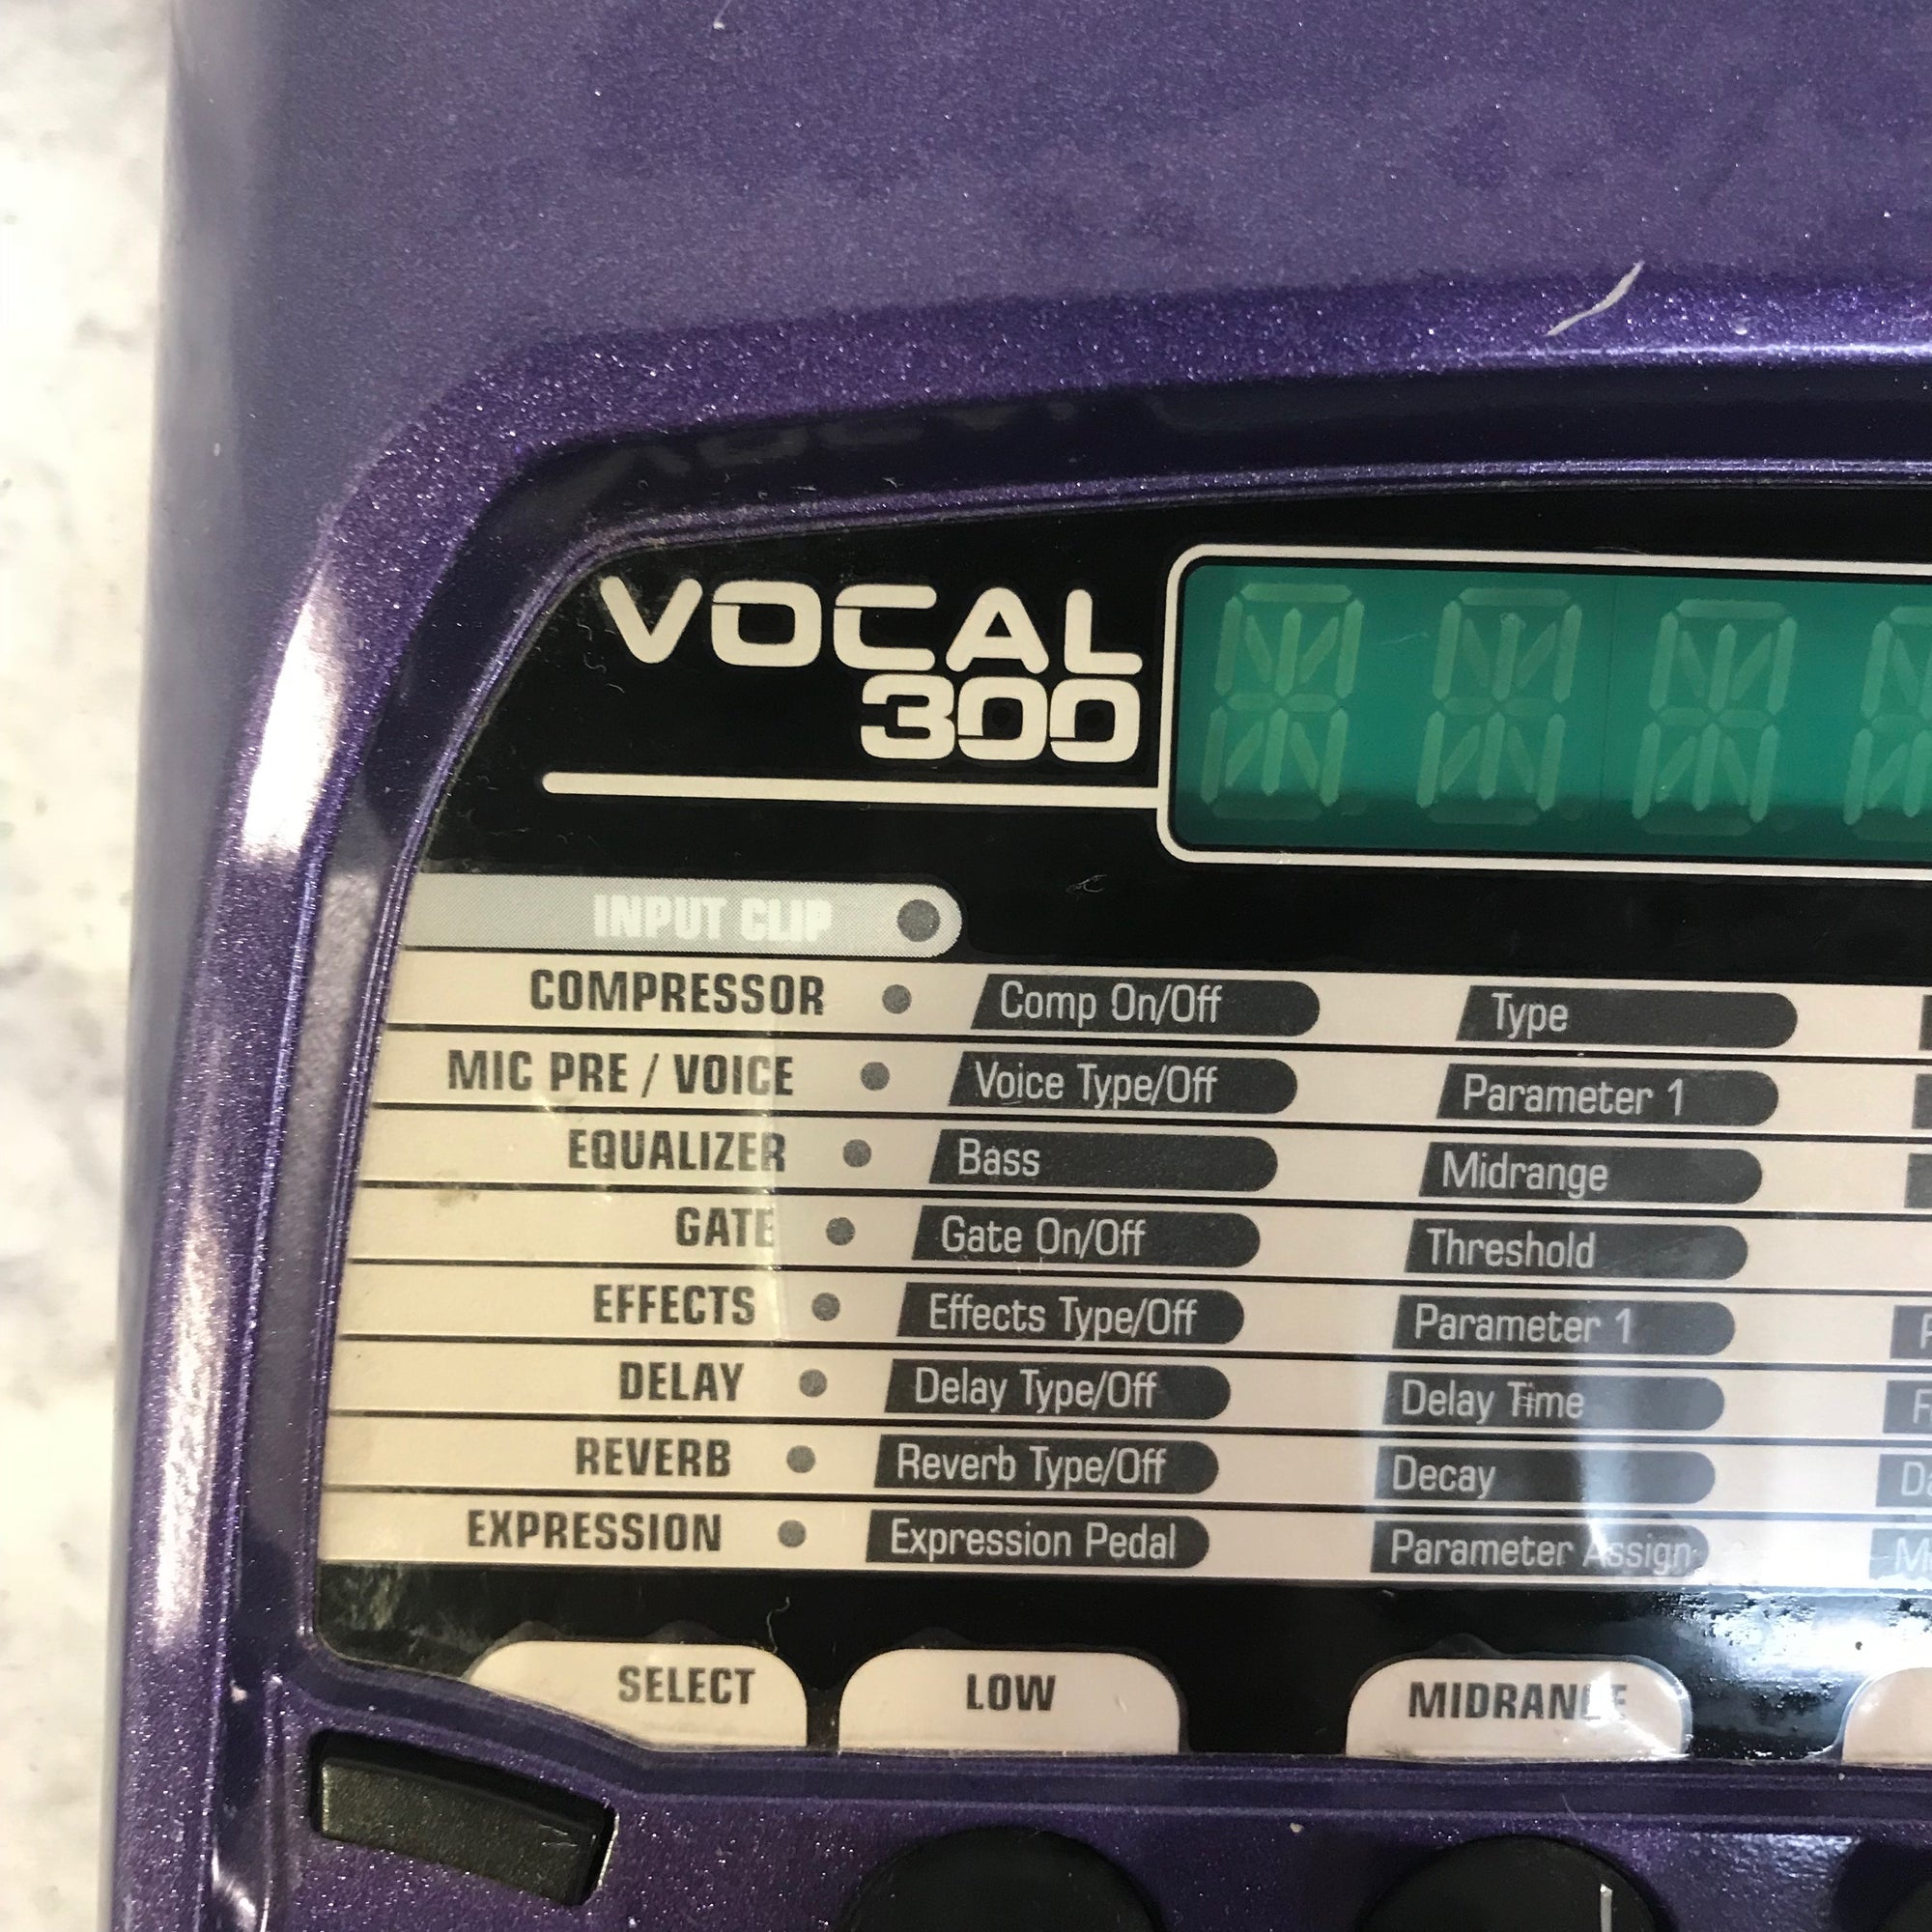 VOCAL
300
INPUT CLIP
COMPRESSOR Comp On/Off Type
MIC PRE / VOICE Voice Type/Off Parameter 1
EQUALIZER Bass Midrange
GATE Gate On/Off Threshold
EFFECTS Effects Type/Off Parameter 1
DELAY Delay Type/Off Delay Time
REVERB Reverb Type/Off Decay
EXPRESSION Expression Pedal Parameter Assign
SELECT LOW MIDRANGE